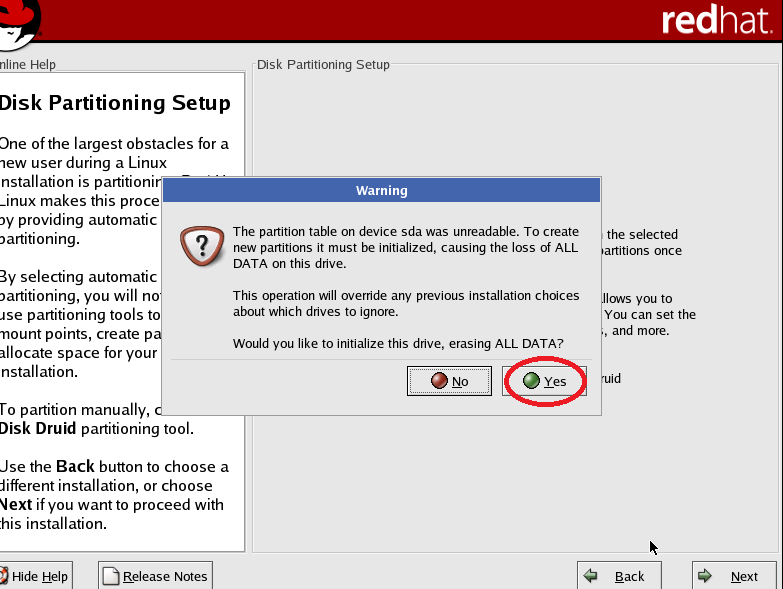 redhat.
nline Help
Disk Partitioning Setup
Disk Partitioning Setup
One of the largest obstacles for a
new user during a Linux
installation is partitioning.
Linux makes this proce
by providing automatic
partitioning.
By selecting automatic
partitioning, you will not
use partitioning tools to
mount points, create pa
allocate space for your
installation.
To partition manually, c
Disk Druid partitioning tool.
Use the Back button to choose a
different installation, or choose
Next if you want to proceed with
this installation.
Warning
The partition table on device sda was unreadable. To create
new partitions it must be initialized, causing the loss of ALL
DATA on this drive.
This operation will override any previous installation choices
about which drives to ignore.
Would you like to initialize this drive, erasing ALL DATA?
No
Yes
the selected
partitions once
llows you to
You can set the
s, and more.
ruid
Hide Help
Release Notes
Back
Next